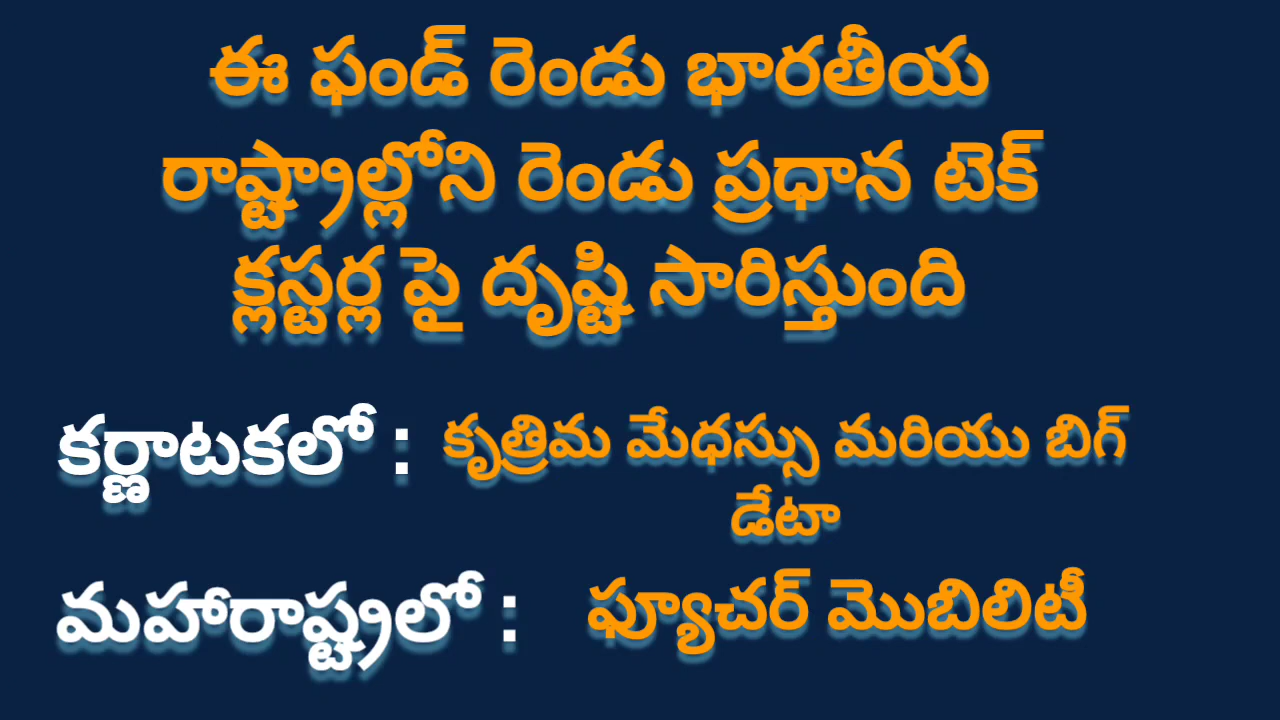 ఈ ఫండ్ రెండు భారతీయ
రాష్ట్రాల్లోని రెండు ప్రధాన టెక్
క్లస్టర్ల పై దృష్టి సారిస్తుంది
కర్ణాటకలో : కృత్రిమ మేధస్సు మరియు బిగ్
డేటా
మహారాష్ట్రలో : ఫ్యూచర్ మొబిలిటీ